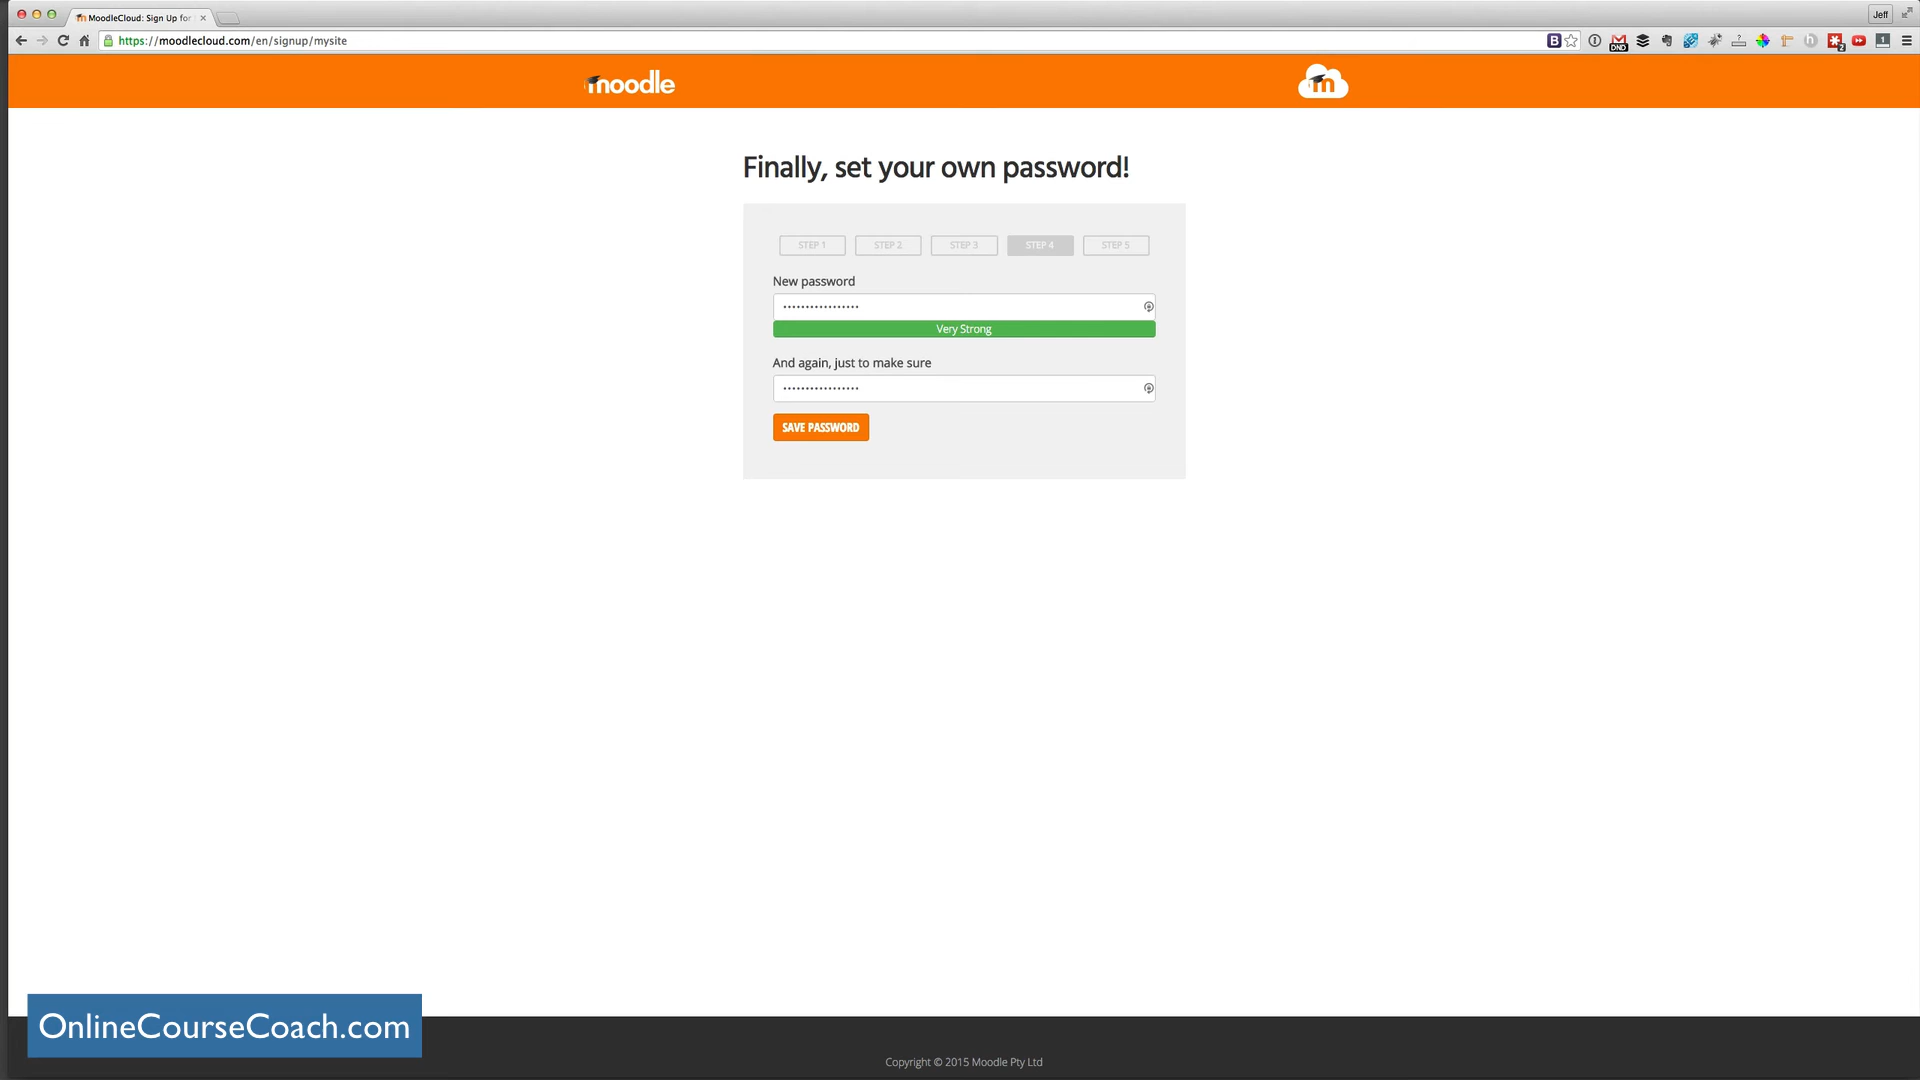 MoodleCloud: Sign Up for
Jeff
https://moodlecloud.com/en/signup/mysite
moodle
m
Finally, set your own password!
STEP 1
STEP 2
STEP 3
STEP 4
STEP 5
New password
Very Strong
And again, just to make sure
SAVE PASSWORD
OnlineCourseCoach.com
Copyright © 2015 Moodle Pty Ltd